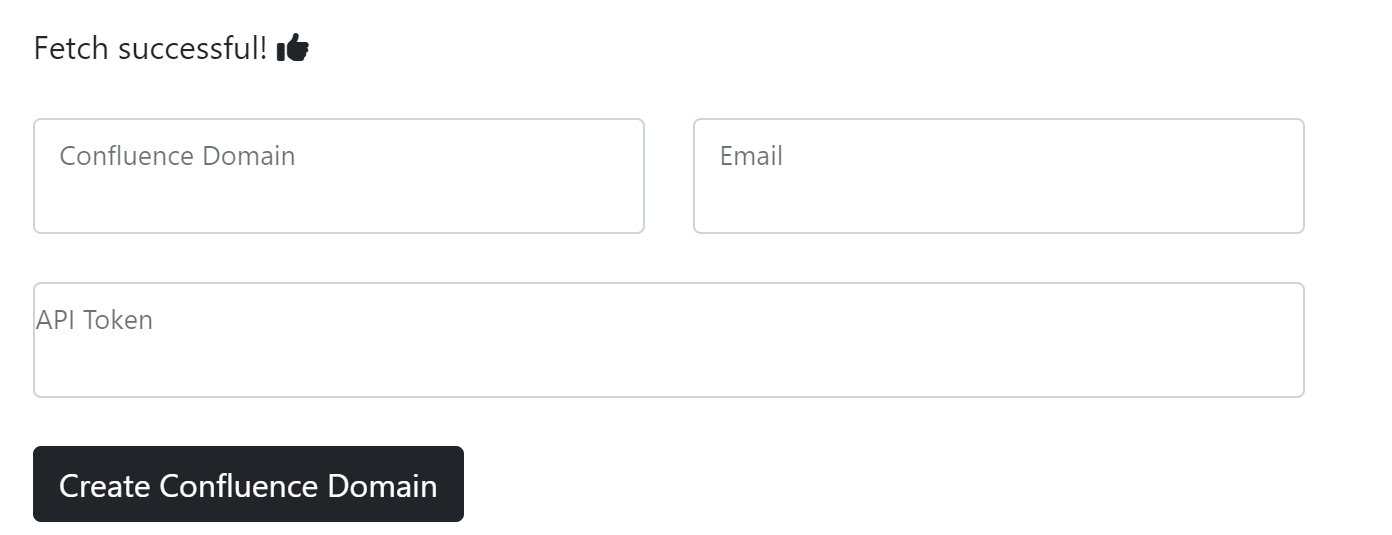 Fetch successful!
Confluence Domain
Email
API Token
Create Confluence Domain